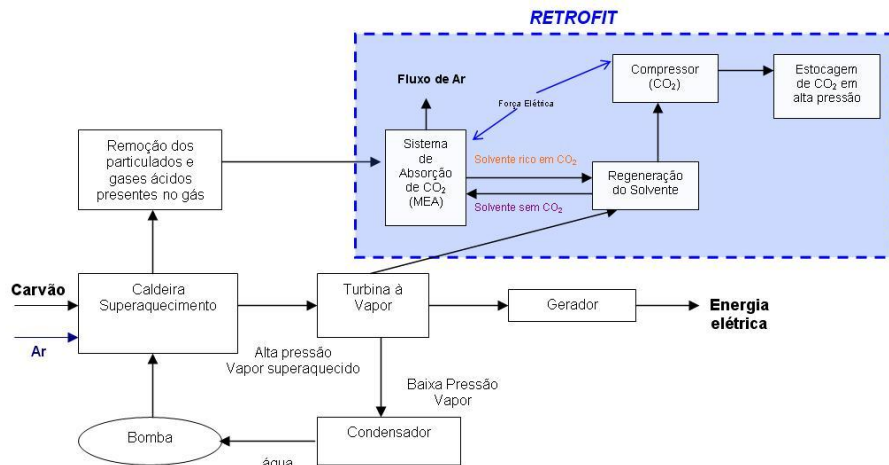 RETROFIT
Fluxo de Ar
Força Elétrica
Compressor
(CO₂)
Estocagem
de CO₂ em
alta pressão
Remoção dos
particulados e
gases ácidos
presentes no gás
Sistema
de
Absorção
de CO₂
(MEA)
Solvente rico em CO₂
Solvente sem CO₂
Regeneração
do Solvente
Carvão
Ar
Caldeira
Superaquecimento
Alta pressão
Vapor superaquecido
Turbina à
Vapor
Gerador
Energia
elétrica
Baixa Pressão
Vapor
Bomba
água
Condensador